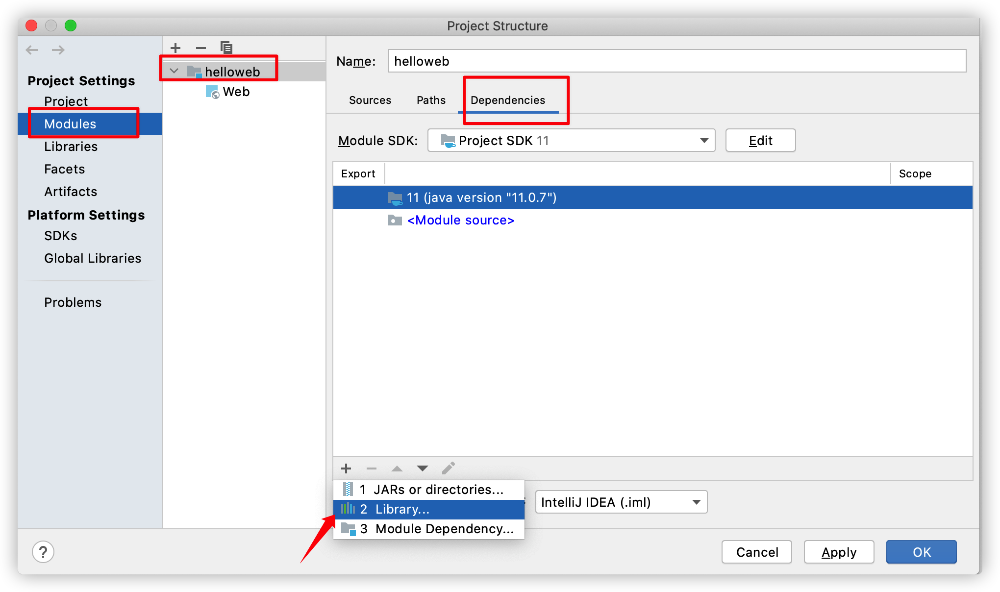 Project Structure
Project Settings
Project
Modules
Libraries
Facets
Artifacts
Platform Settings
SDKs
Global Libraries
Problems
helloweb
Web
Name: helloweb
Sources Paths Dependencies
Module SDK: Project SDK 11 Edit
Export Scope
11 (java version "11.0.7")
<Module source>
1 JARs or directories...
2 Library...
3 Module Dependency...
IntelliJ IDEA (.iml)
? Cancel Apply OK